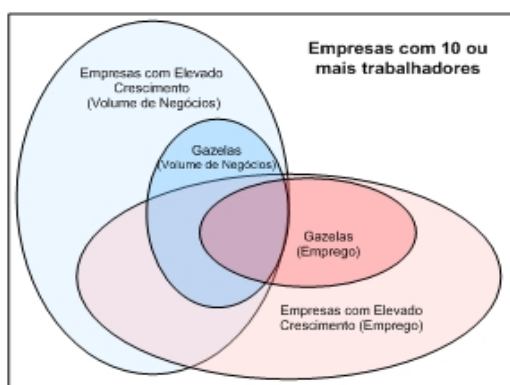 Empresas com 10 ou
mais trabalhadores
Empresas com Elevado
Crescimento
(Volume de Negócios)
Gazelas
(Volume de Negócios)
Gazelas
(Emprego)
Empresas com Elevado
Crescimento (Emprego)